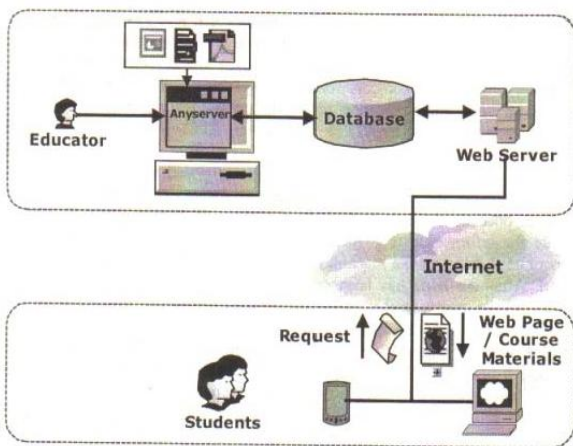 Anyserver
Educator
Database
Web Server
Internet
Request
Web Page
/ Course
Materials
Students